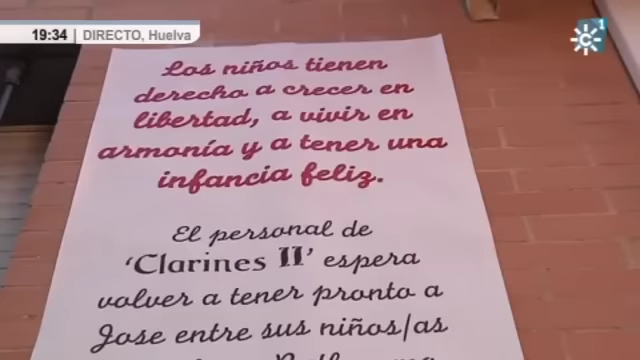 19:34 | DIRECTO, Huelva
1
Los niños tienen
derecho a crecer en
libertad, a vivir en
armonía y a tener una
infancia feliz.
El personal de
'Clarines II' espera
volver a tener pronto a
Jose entre sus niños/as